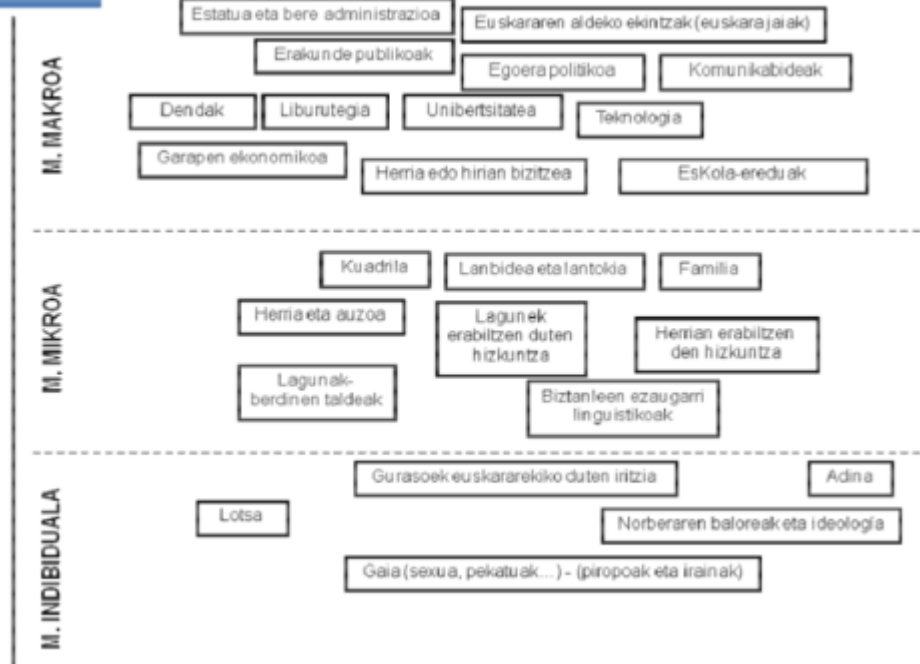 Estatua eta bere administrazioa
Euskararen aldeko ekintzak (euskara jaiak)
Erakunde publikoak
Egoera politikoa
Komunikabideak
M. MAKROA
Dendak
Liburutegia
Unibertsitatea
Teknologia
Garapen ekonomikoa
Herria edo hirian bizitzea
EsKola-ereduak
Kuadrila
Lanbidea eta lantokia
Familia
M. MIKROA
Herria eta auzoa
Lagunek
erabiltzen duten
hizkuntza
Herrian erabiltzen
den hizkuntza
Lagunak-
berdinen taldeak
Biztanleen ezaugarri
linguistikoak
M. INDIBIDUALA
Gurasoek euskararekiko duten iritzia
Adina
Lotsa
Norberaren baloreak eta ideología
Gaia (sexua, pekatuak...) - (piropoak eta irainak)